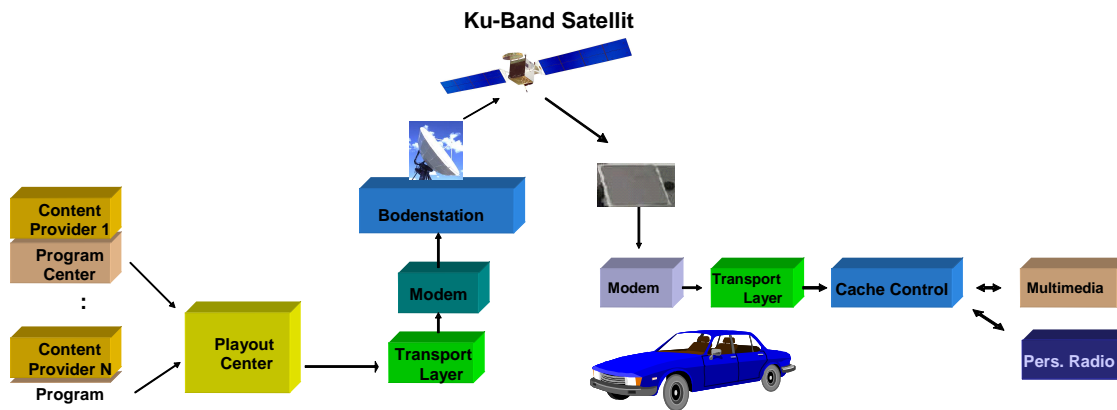 Ku-Band Satellit
Content
Provider 1
Program
Center
:
Content
Provider N
Program
Playout
Center
Transport
Layer
Modem
Bodenstation
Modem
Transport
Layer
Cache Control
Multimedia
Pers. Radio